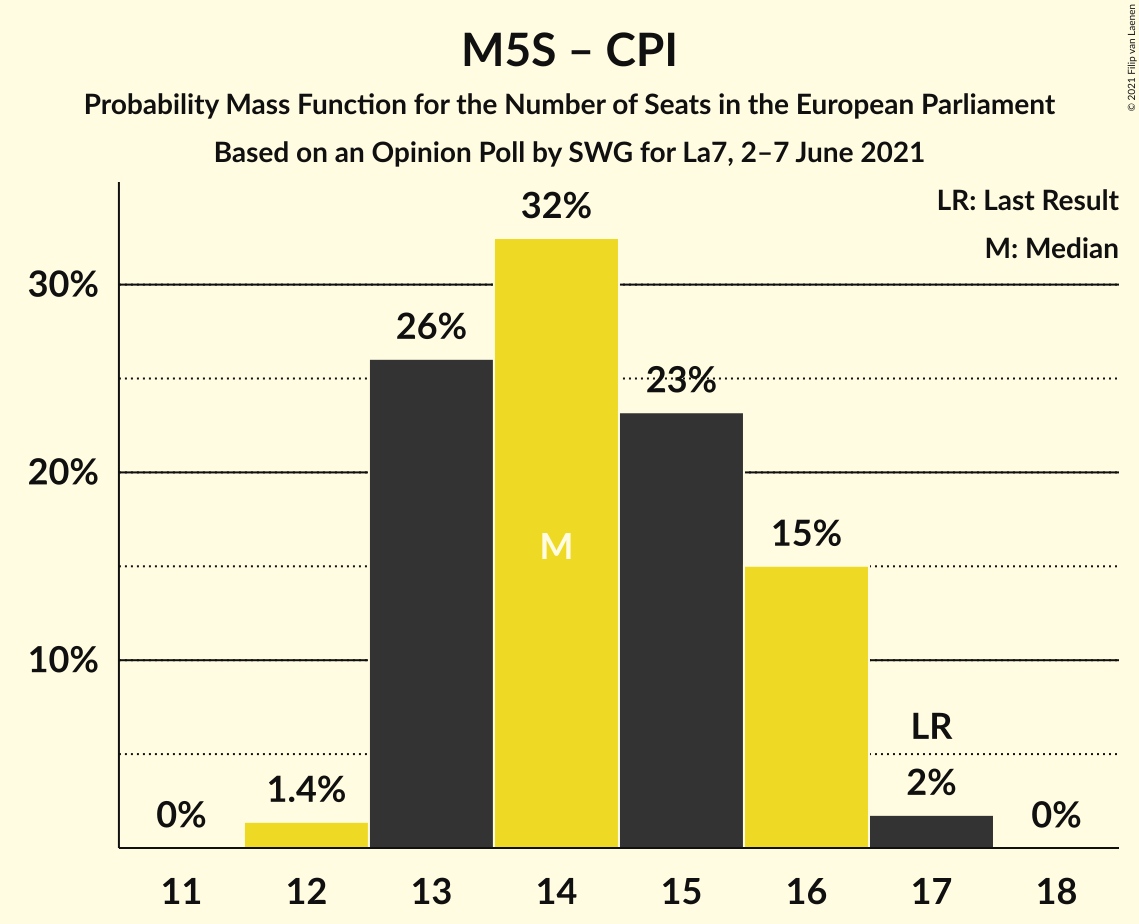 M5S – CPI
Probability Mass Function for the Number of Seats in the European Parliament
Based on an Opinion Poll by SWG for La7, 2–7 June 2021
© 2021 Filip van Laenen
LR: Last Result
M: Median
30%
20%
10%
0%
1.4%
26%
32%
M
23%
15%
LR
2%
0%
11
12
13
14
15
16
17
18